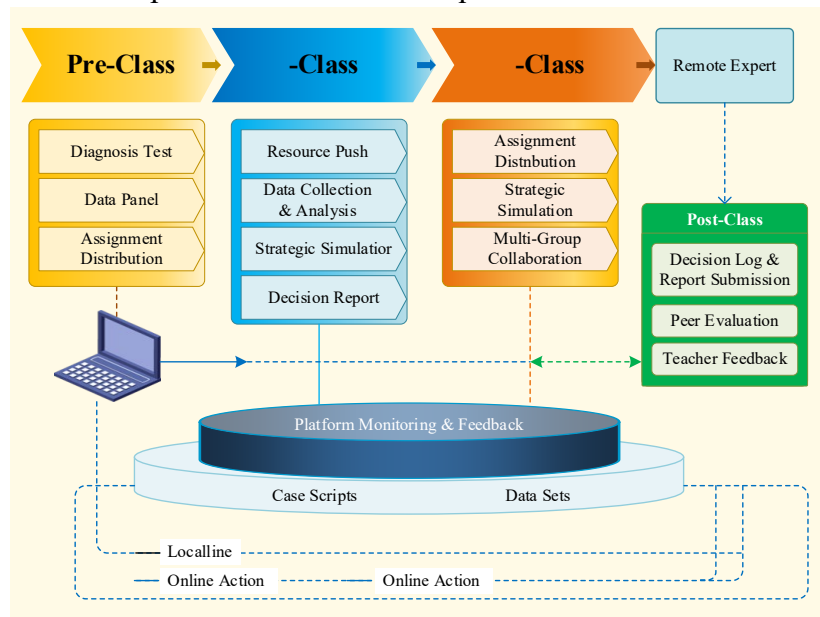 Pre-Class
-Class
-Class
Remote Expert
Diagnosis Test
Data Panel
Assignment
Distribution
Resource Push
Data Collection
& Analysis
Strategic Simulatior
Decision Report
Assignment
Distnbution
Strategic
Simulation
Multi-Group
Collaboration
Post-Class
Decision Log &
Report Submission
Peer Evaluation
Teacher Feedback
Platform Monitoring & Feedback
Case Scripts
Data Sets
Localline
Online Action
Online Action